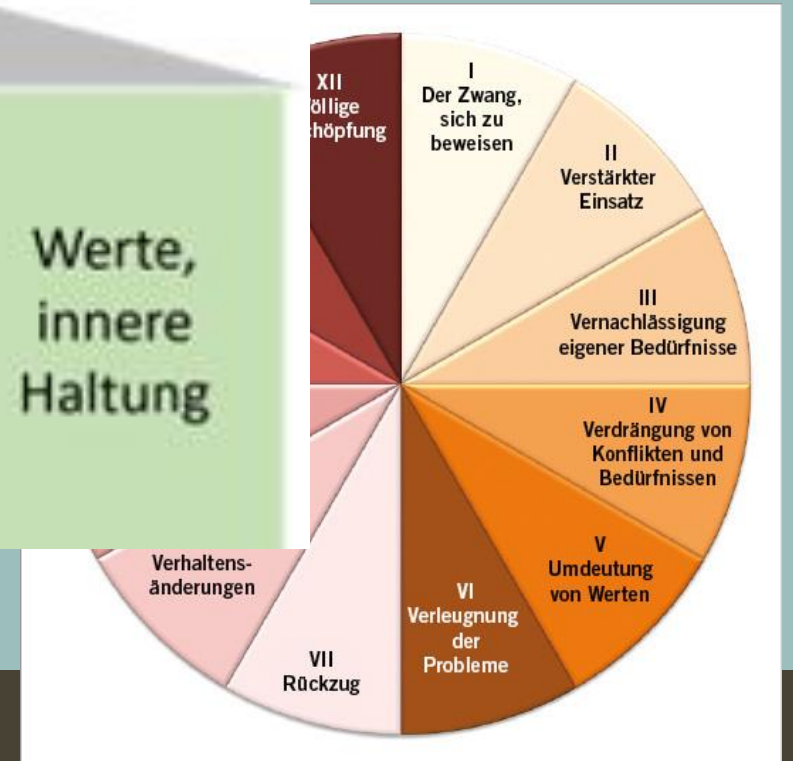 Werte,
innere
Haltung
XII
öllige
höpfung
I
Der Zwang,
sich zu
beweisen
II
Verstärkter
Einsatz
III
Vernachlässigung
eigener Bedürfnisse
IV
Verdrängung von
Konflikten und
Bedürfnissen
V
Umdeutung
von Werten
VI
Verleugnung
der
Probleme
VII
Rückzug
Verhaltens-
änderungen